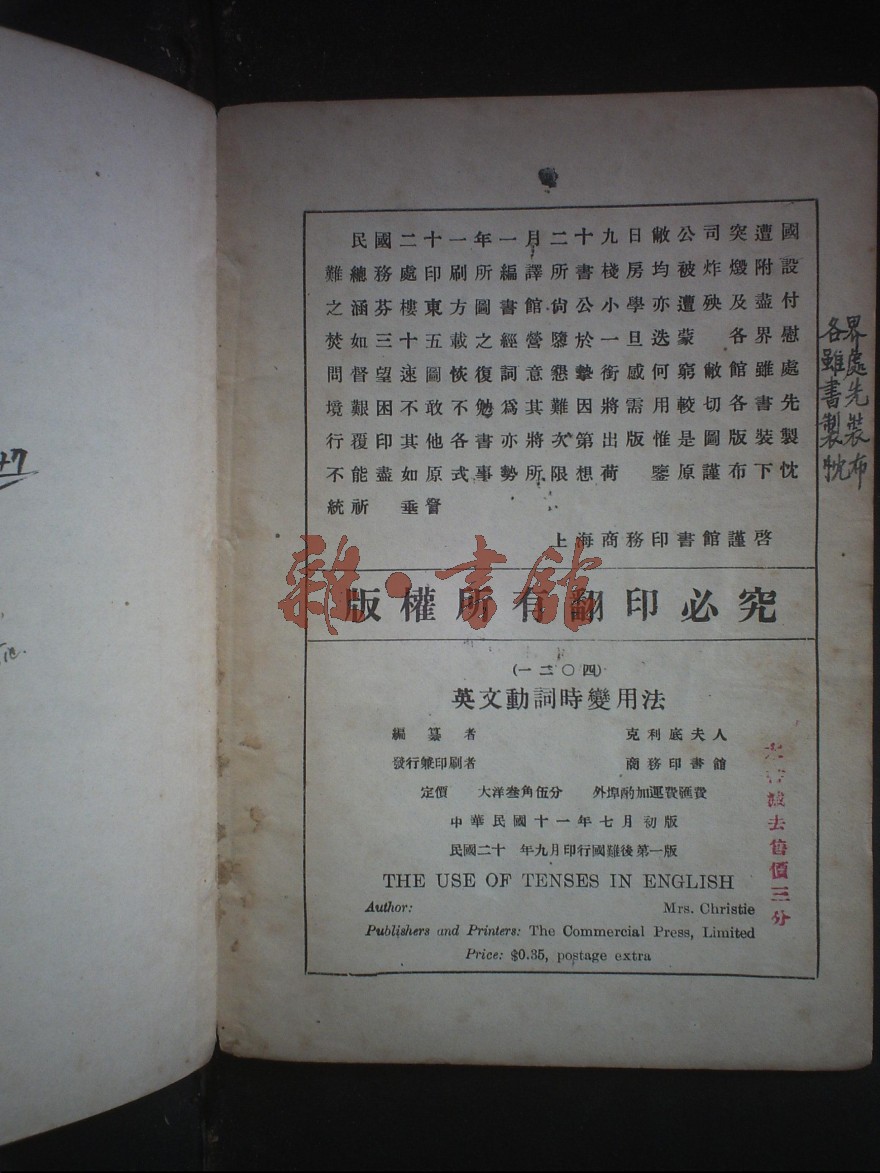 民國二十一年一月二十九日敝公司突遭國
難總務處印刷所編譯所書棧房均被炸燬附設
之涵芬樓東方圖書館尙公小學亦遭殃及盡付
焚如三十五載之經營隳於一旦迭蒙 各界慰
問督望速圖恢復詞意懇摯銜感何窮敝館雖處
境艱困不敢不勉爲其難因將需用較切各書先
行覆印其他各書亦將次第出版惟是圖版裝製
不能盡如原式事勢所限想荷 鑒原謹布下忱
統祈 垂詧
上海商務印書館謹啓
版權所有翻印必究
(一二〇四)
英文動詞時變用法
編纂者 克利底夫人
發行兼印刷者 商務印書館
定價 大洋叁角伍分 外埠酌加運費匯費
中華民國十一年七月初版
民國二十 年九月印行國難後第一版
THE USE OF TENSES IN ENGLISH
Author: Mrs. Christie
Publishers and Printers: The Commercial Press, Limited
Price: $0.35, postage extra
減去售價三分
界處先裝布
各雖書製忱
雜·書館
47